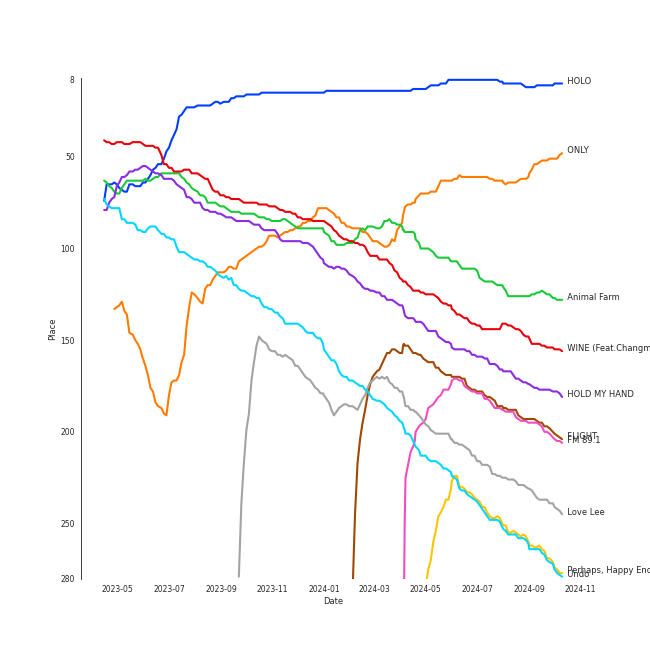 8
50
100
150
200
250
280
Place
2023-05
2023-07
2023-09
2023-11
2024-01
2024-03
2024-05
2024-07
2024-09
2024-11
Date
HOLO
ONLY
Animal Farm
WINE (Feat.Changm
HOLD MY HAND
FLIGHT
FM 89.1
Love Lee
Perhaps, Happy End
Undo